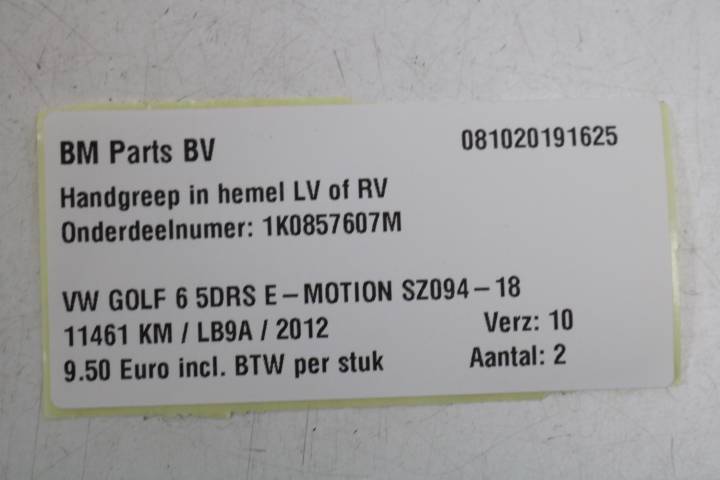 BM Parts BV 081020191625
Handgreep in hemel LV of RV
Onderdeelnumer: 1K0857607M
VW GOLF 6 5DRS E-MOTION SZ094-18
11461 KM / LB9A / 2012 Verz: 10
9.50 Euro incl. BTW per stuk Aantal: 2